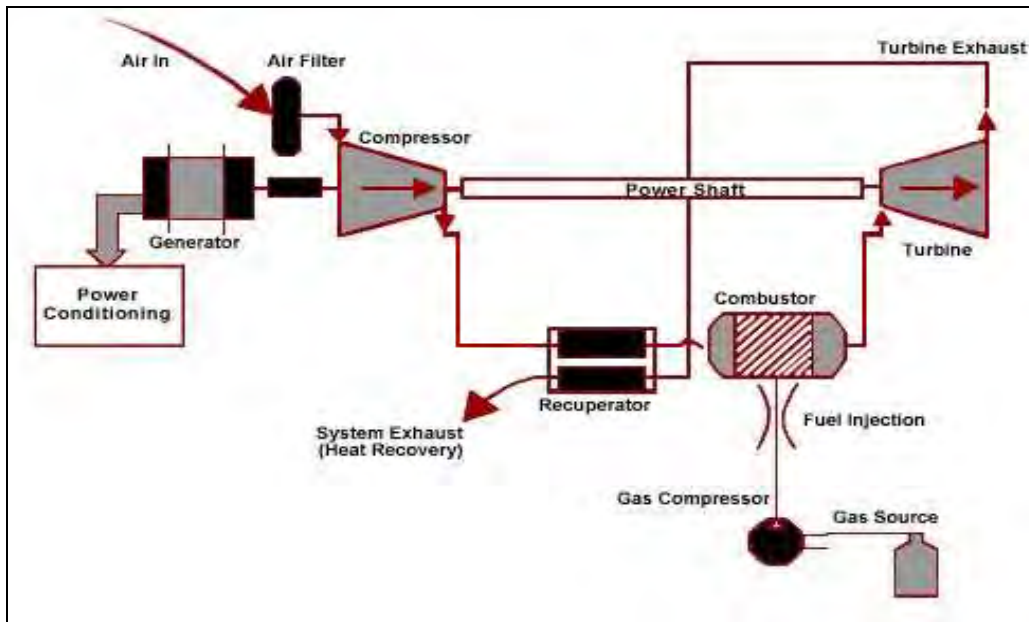 Turbine Exhaust
Air In
Air Filter
Compressor
Power Shaft
Generator
Turbine
Power
Conditioning
Combustor
Recuperator
Fuel Injection
System Exhaust
(Heat Recovery)
Gas Compressor
Gas Source